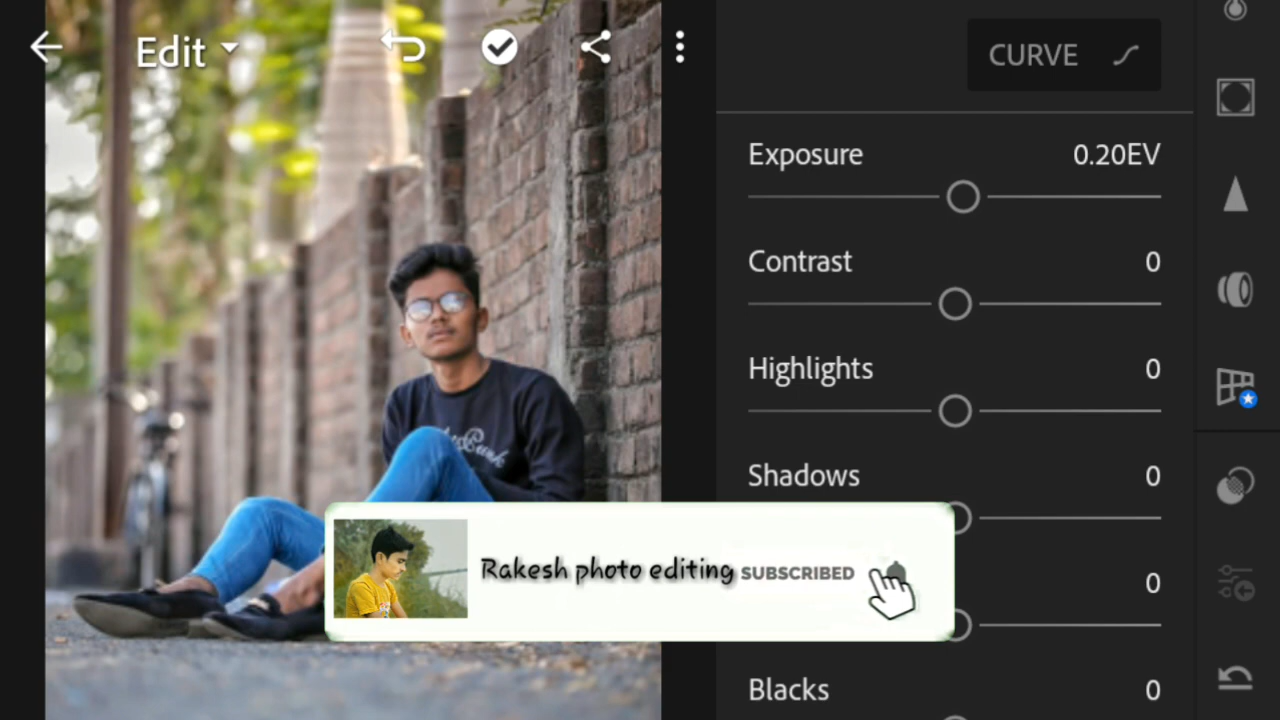 Edit
CURVE
Exposure 0.20EV
Contrast 0
Highlights 0
Shadows 0
Rakesh photo editing SUBSCRIBED
0
Blacks 0